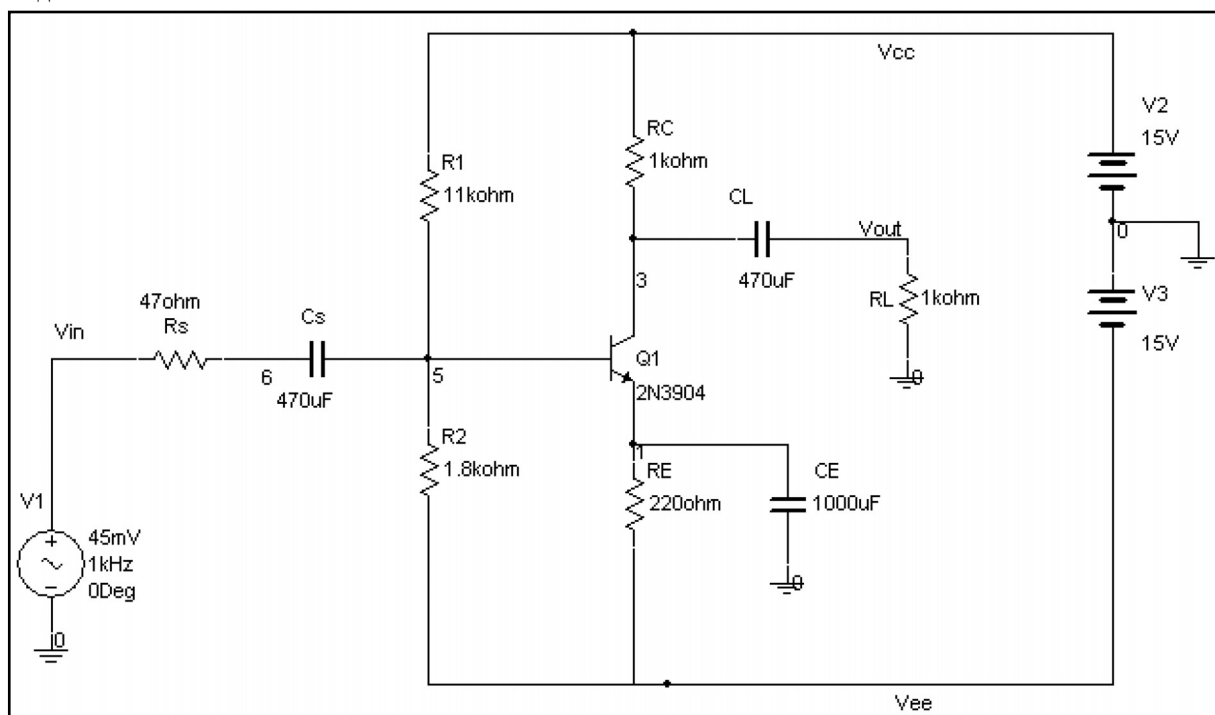 Vcc
V2
15V
RC
1kohm
R1
11kohm
CL
470uF
Vout
0
3
RL
1kohm
0
V3
15V
47ohm
Rs
Vin
6
Cs
470uF
5
Q1
2N3904
R2
1.8kohm
1
RE
220ohm
CE
1000uF
0
V1
45mV
1kHz
0Deg
0
Vee